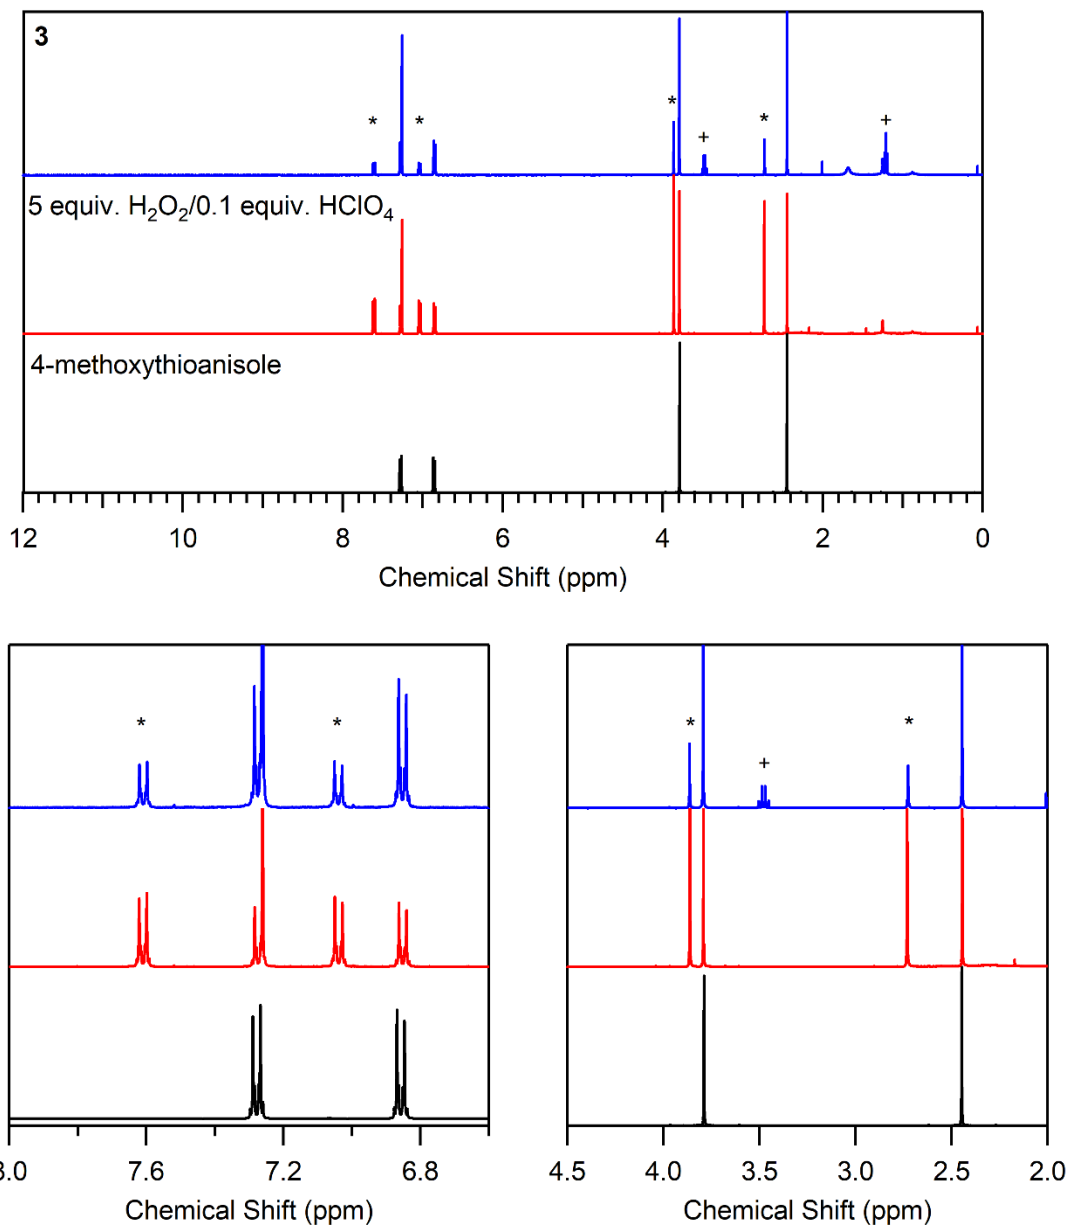 3
* * * + * +
5 equiv. H₂O₂/0.1 equiv. HClO₄
4-methoxythioanisole
12 10 8 6 4 2 0
Chemical Shift (ppm)
* *
* + *
8.0 7.6 7.2 6.8
4.5 4.0 3.5 3.0 2.5 2.0
Chemical Shift (ppm)
Chemical Shift (ppm)